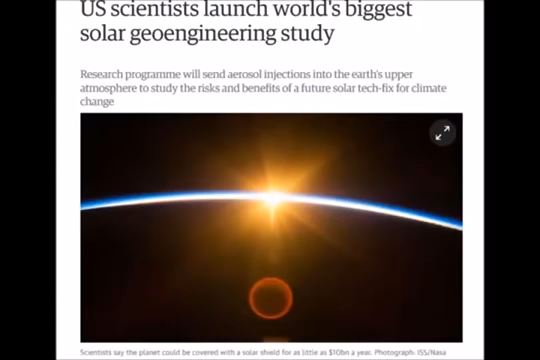 US scientists launch world's biggest
solar geoengineering study
Research programme will send aerosol injections into the earth's upper
atmosphere to study the risks and benefits of a future solar tech-fix for climate
change
Scientists say the planet could be covered with a solar shield for as little as $10bn a year. Photograph: ISS/Nasa